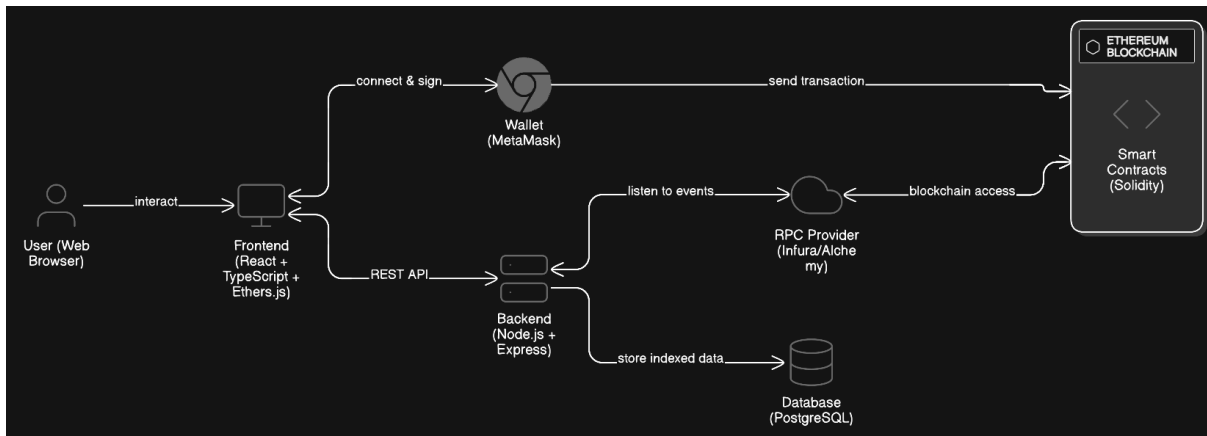 ETHEREUM
BLOCKCHAIN
connect & sign
send transaction
Wallet
(MetaMask)
Smart
Contracts
(Solidity)
interact
listen to events
blockchain access
User (Web
Browser)
Frontend
(React +
TypeScript +
Ethers.js)
RPC Provider
(Infura/Alche
my)
REST API
Backend
(Node.js +
Express)
store indexed data
Database
(PostgreSQL)